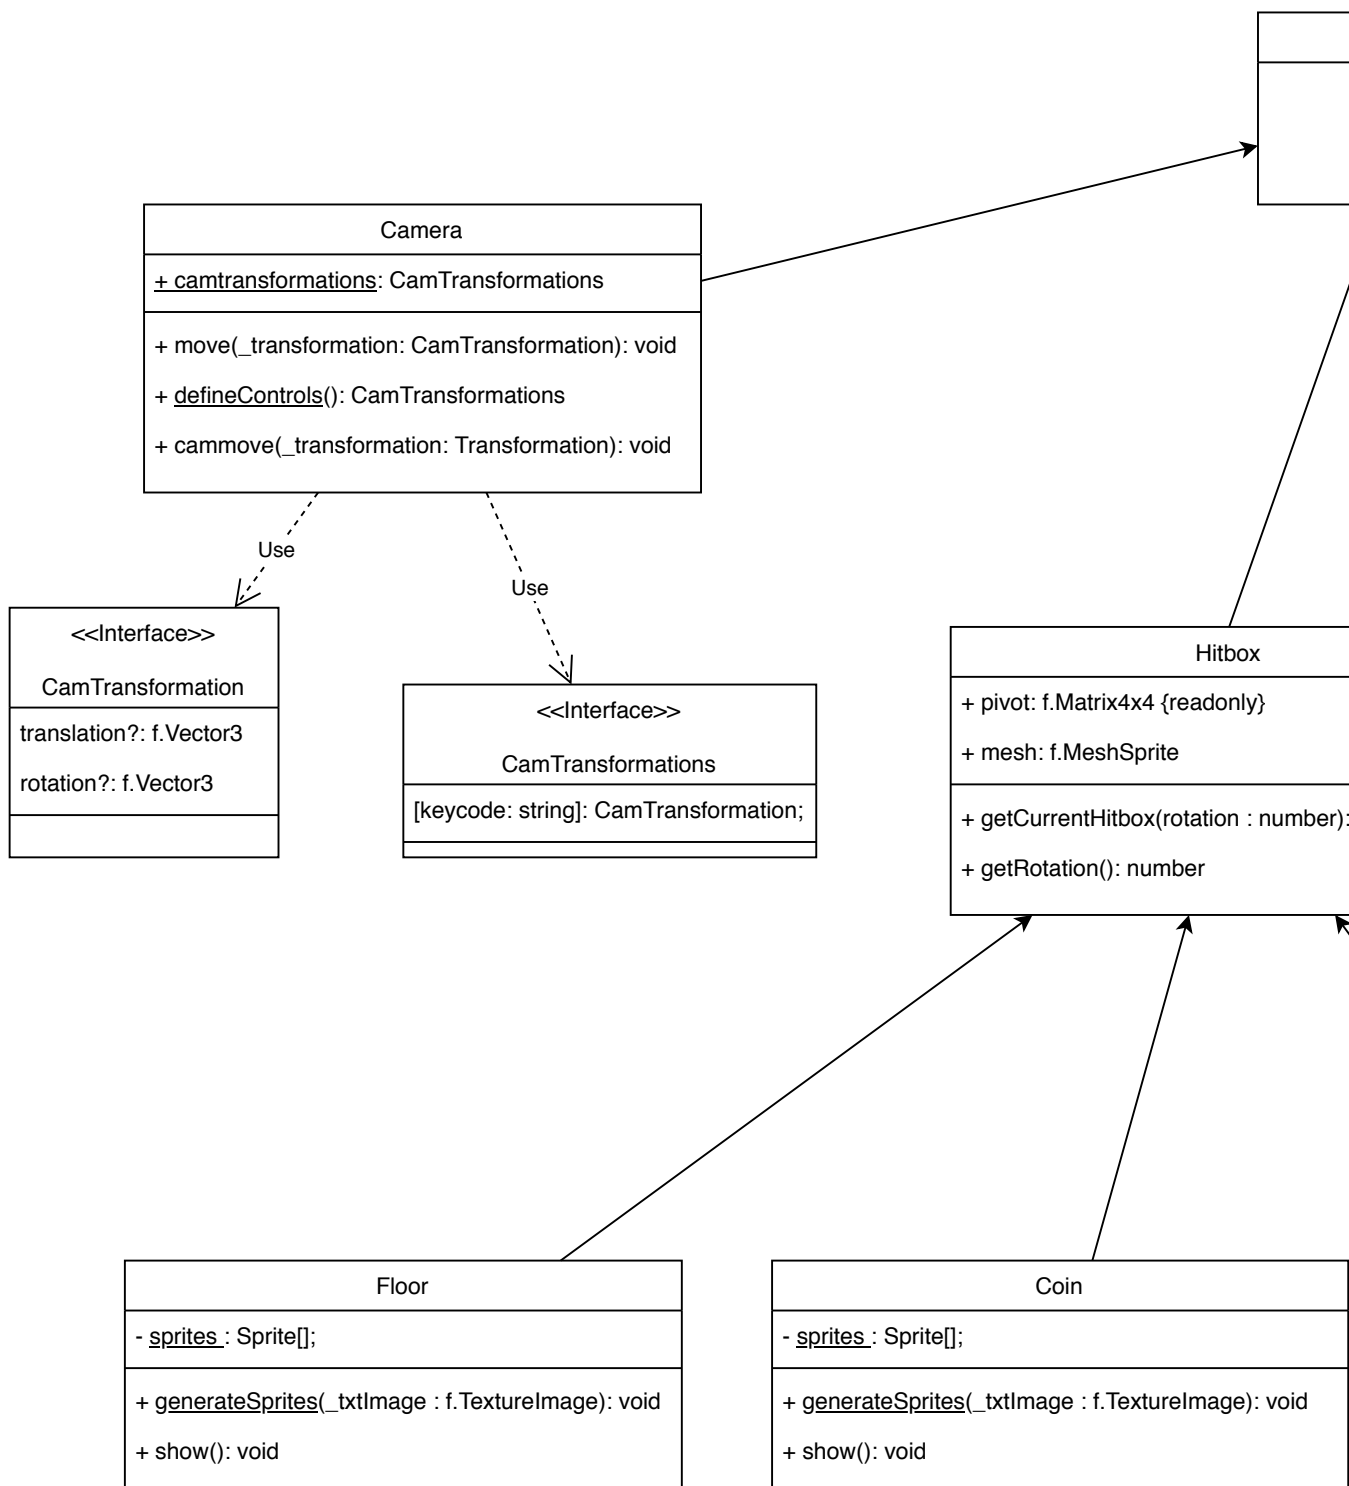 Camera
+ camtransformations: CamTransformations
+ move(_transformation: CamTransformation): void
+ defineControls(): CamTransformations
+ cammove(_transformation: Transformation): void
Use
Use
<<Interface>>
CamTransformation
translation?: f.Vector3
rotation?: f.Vector3
<<Interface>>
CamTransformations
[keycode: string]: CamTransformation;
Hitbox
+ pivot: f.Matrix4x4 {readonly}
+ mesh: f.MeshSprite
+ getCurrentHitbox(rotation : number):
+ getRotation(): number
Floor
- sprites : Sprite[];
+ generateSprites(_txtImage : f.TextureImage): void
+ show(): void
Coin
- sprites : Sprite[];
+ generateSprites(_txtImage : f.TextureImage): void
+ show(): void